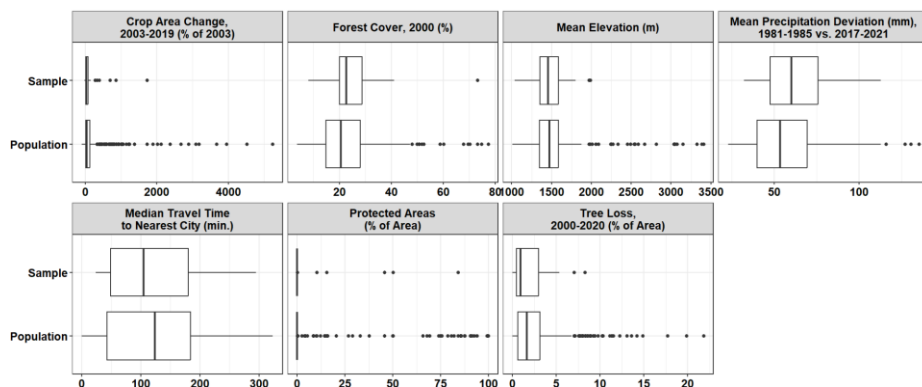 Crop Area Change,
2003-2019 (% of 2003)
Forest Cover, 2000 (%)
Mean Elevation (m)
Mean Precipitation Deviation (mm),
1981-1985 vs. 2017-2021
Sample
Population
0 2000 4000
20 40 60 80
1000 1500 2000 2500 3000 3500
50 100
Median Travel Time
to Nearest City (min.)
Protected Areas
(% of Area)
Tree Loss,
2000-2020 (% of Area)
Sample
Population
0 100 200 300
0 25 50 75 100
0 5 10 15 20